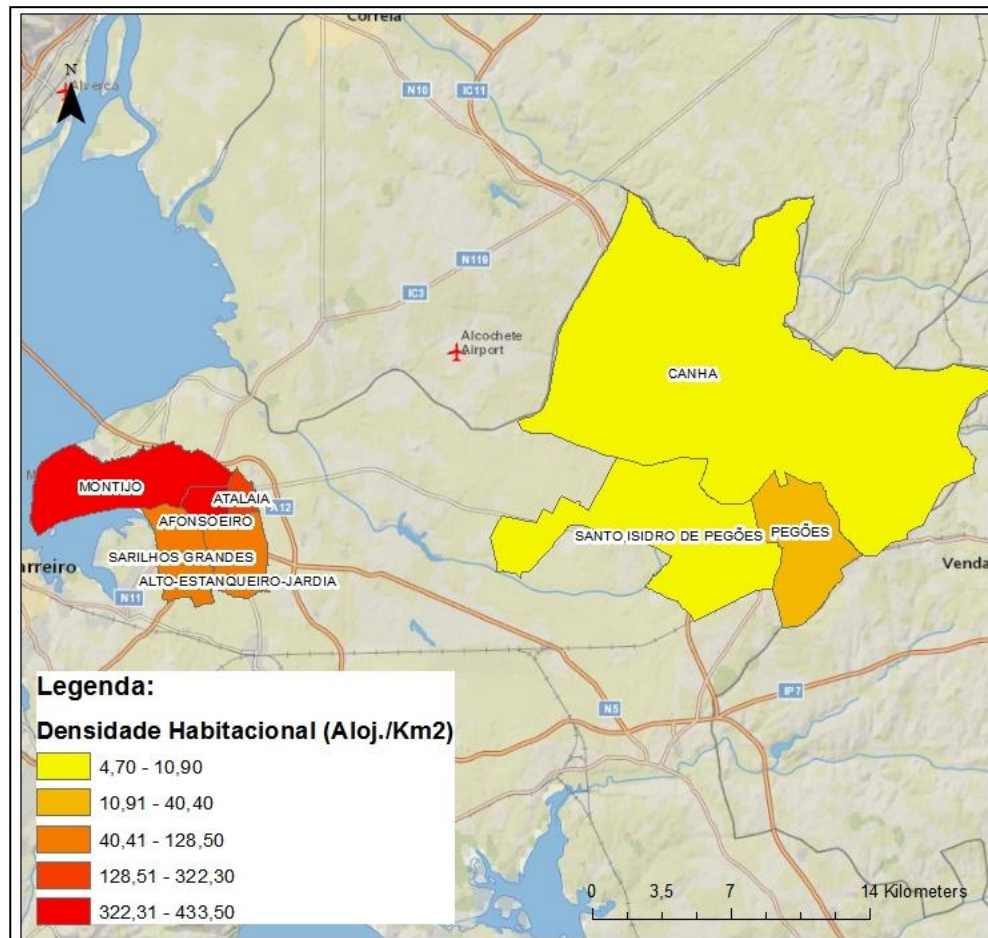 Correia
N
Alverca
N10
IC11
N119
IC3
Alcochete
Airport
CANHA
MONTIJO
ATALAIA
A12
AFONSOEIRO
SANTO ISIDRO DE PEGÕES
PEGÕES
SARILHOS GRANDES
arreiro
ALTO-ESTANQUEIRO-JARDIA
Venda
N11
Legenda:
Densidade Habitacional (Aloj./Km2)
4,70 - 10,90
10,91 - 40,40
40,41 - 128,50
128,51 - 322,30
322,31 - 433,50
IP7
N5
0 3,5 7 14 Kilometers